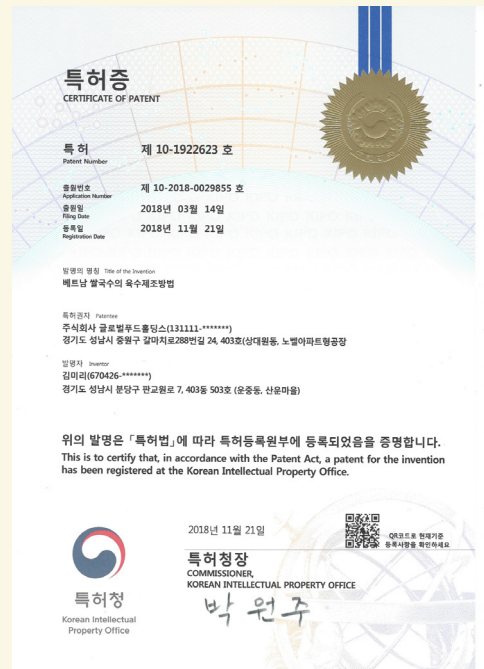 특허증
CERTIFICATE OF PATENT
특 허 제 10-1922623 호
Patent Number
출원번호 제 10-2018-0029855 호
Application Number
출원일 2018년 03월 14일
Filing Date
등록일 2018년 11월 21일
Registration Date
발명의 명칭 Title of the Invention
베트남 쌀국수의 육수제조방법
특허권자 Patentee
주식회사 글로벌푸드홀딩스(131111-*******)
경기도 성남시 중원구 갈마치로288번길 24, 403호(상대원동, 노벨아파트형공장
발명자 Inventor
김미리(670426-*******)
경기도 성남시 분당구 판교원로 7, 403동 503호 (운중동, 산운마을)
위의 발명은 「특허법」에 따라 특허등록원부에 등록되었음을 증명합니다.
This is to certify that, in accordance with the Patent Act, a patent for the invention
has been registered at the Korean Intellectual Property Office.
2018년 11월 21일
QR코드로 현재기준
등록사항을 확인하세요
특허청장
COMMISSIONER,
KOREAN INTELLECTUAL PROPERTY OFFICE
박원주
특허청
Korean Intellectual
Property Office